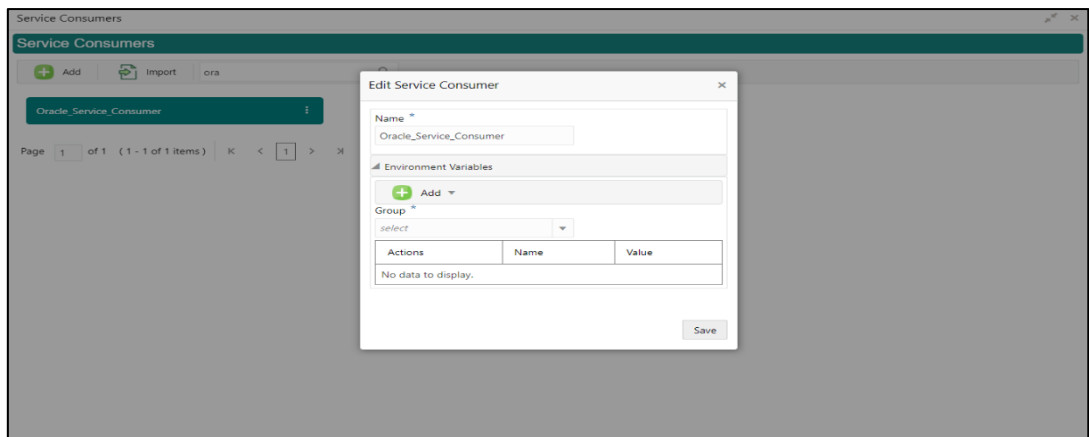 Service Consumers
Service Consumers
Add Import ora
Oracle_Service_Consumer
Page 1 of 1 (1 - 1 of 1 items) K < 1 > Я
Edit Service Consumer
Name *
Oracle_Service_Consumer
Environment Variables
Add
Group *
select
Actions Name Value
No data to display.
Save